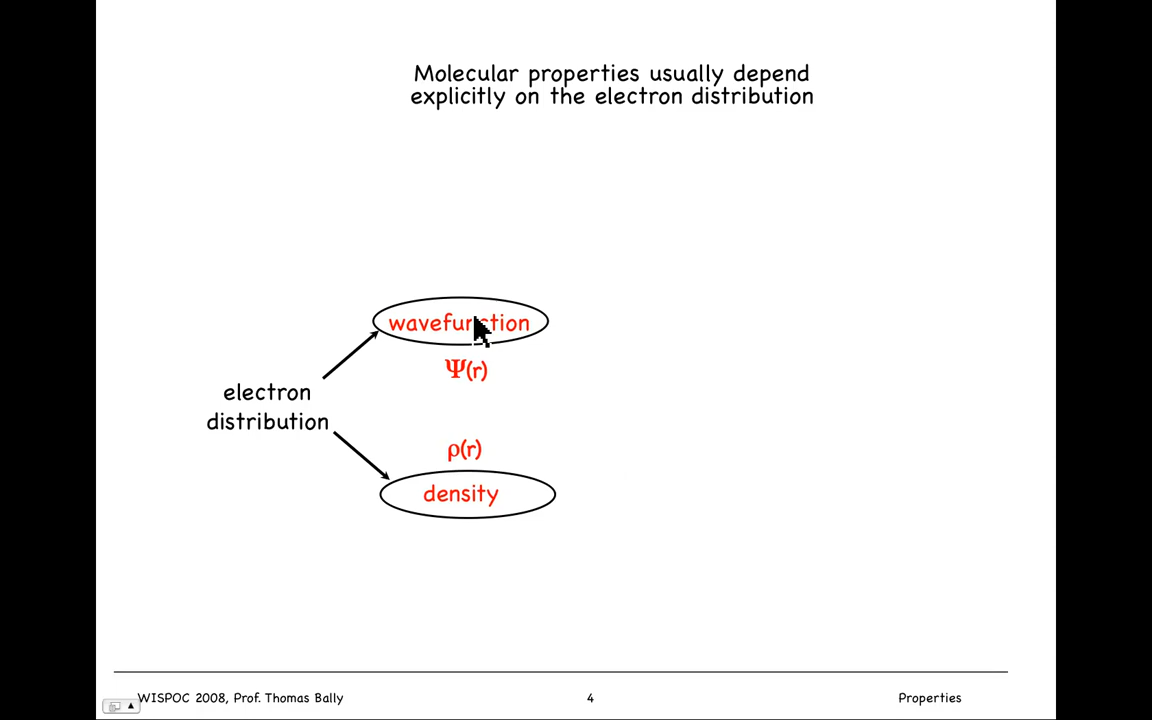 Molecular properties usually depend
explicitly on the electron distribution
wavefunction
Ψ(r)
electron
distribution
ρ(r)
density
WISPOC 2008, Prof. Thomas Bally
4
Properties